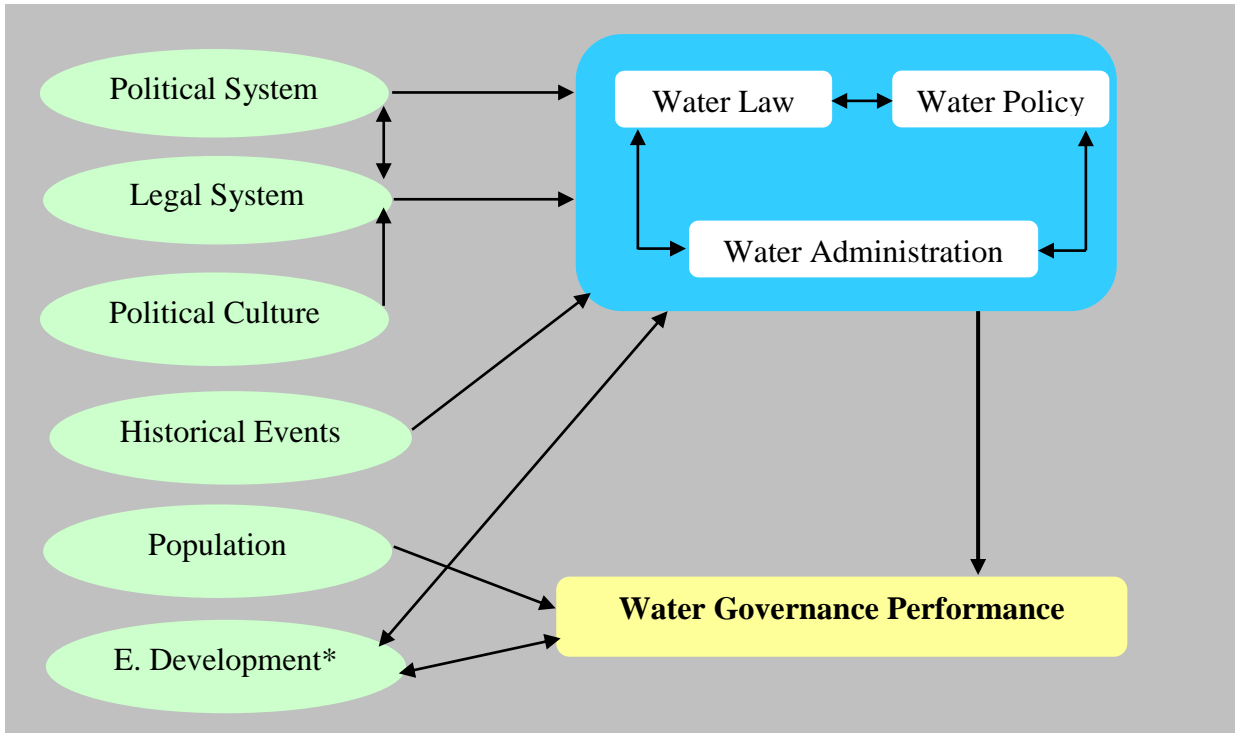 Political System
Legal System
Political Culture
Historical Events
Population
E. Development*
Water Law
Water Policy
Water Administration
Water Governance Performance